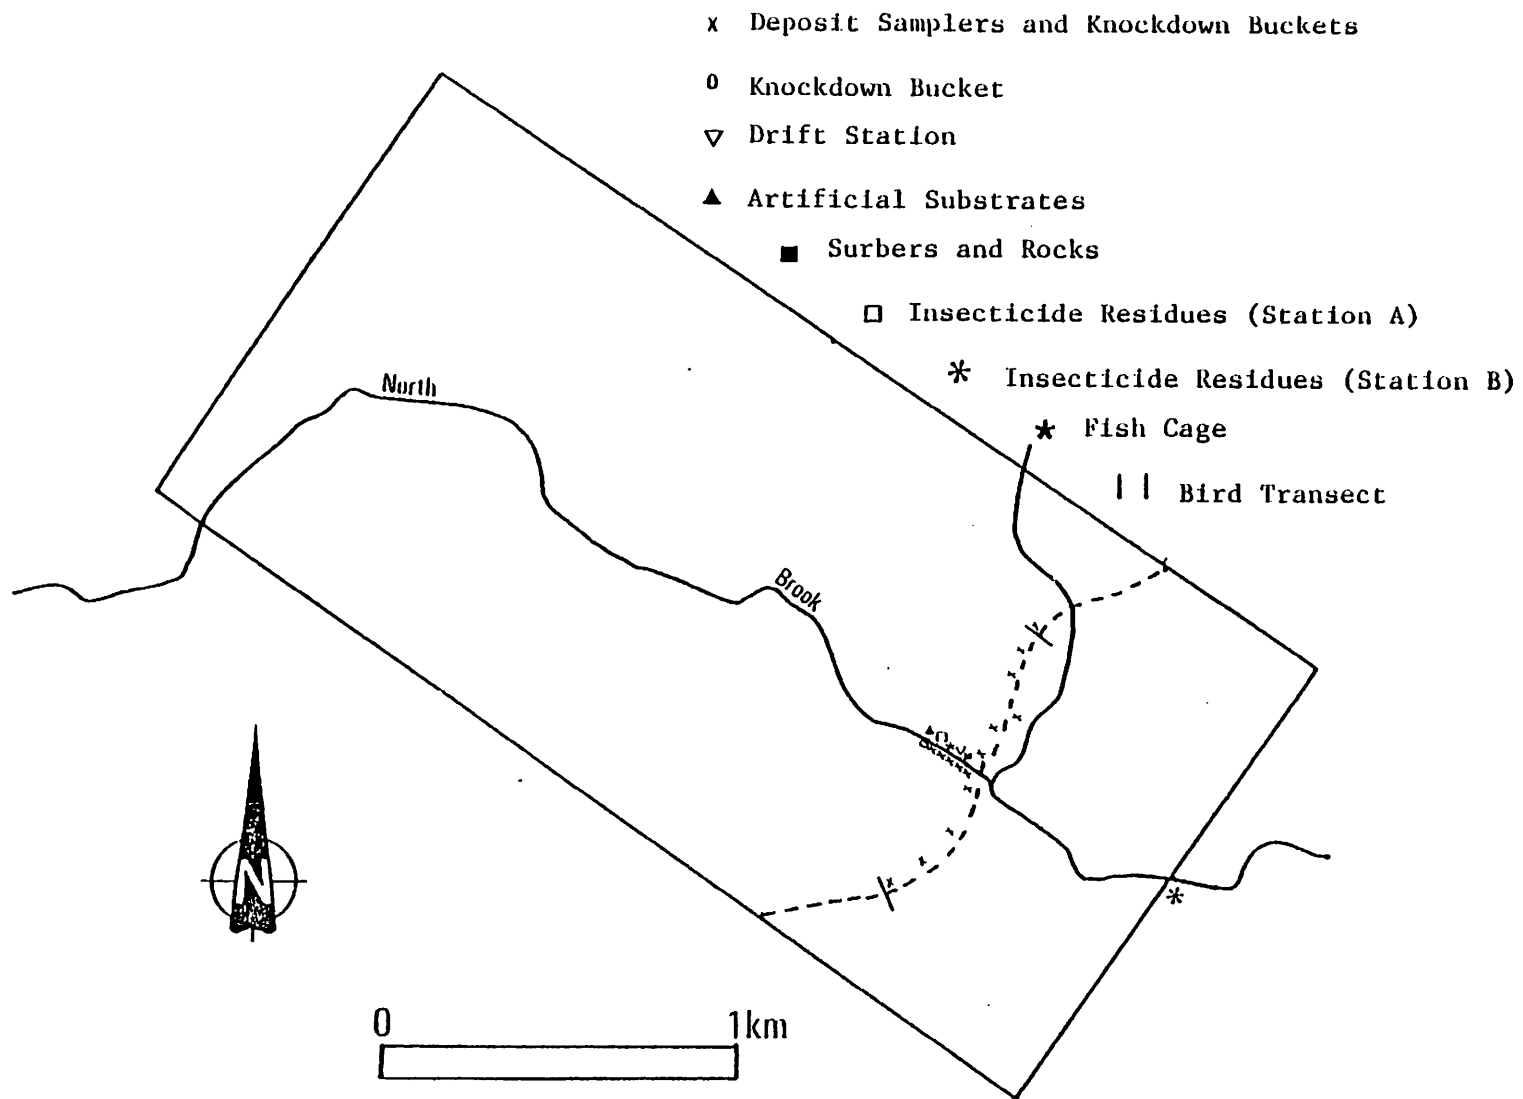 x Deposit Samplers and Knockdown Buckets
0 Knockdown Bucket
▽ Drift Station
▲ Artificial Substrates
■ Surbers and Rocks
□ Insecticide Residues (Station A)
* Insecticide Residues (Station B)
★ Fish Cage
| | Bird Transect
North
Brook
N
0 1km